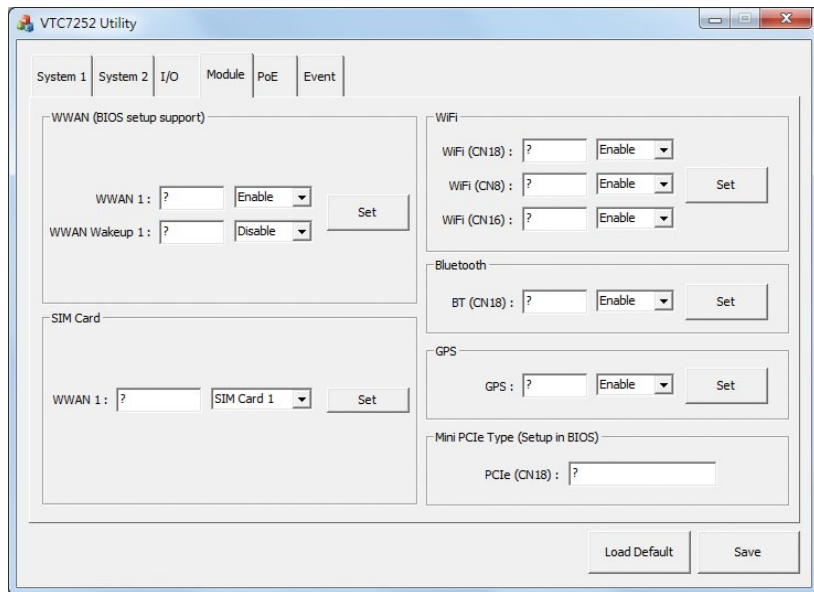 VTC7252 Utility
System 1 System 2 I/O Module PoE Event
WWAN (BIOS setup support)
WWAN 1 : ? Enable
WWAN Wakeup 1 : ? Disable
Set
SIM Card
WWAN 1 : ? SIM Card 1 Set
WiFi
WiFi (CN18) : ? Enable
WiFi (CN8) : ? Enable Set
WiFi (CN16) : ? Enable
Bluetooth
BT (CN18) : ? Enable Set
GPS
GPS : ? Enable Set
Mini PCIe Type (Setup in BIOS)
PCIe (CN18) : ?
Load Default Save